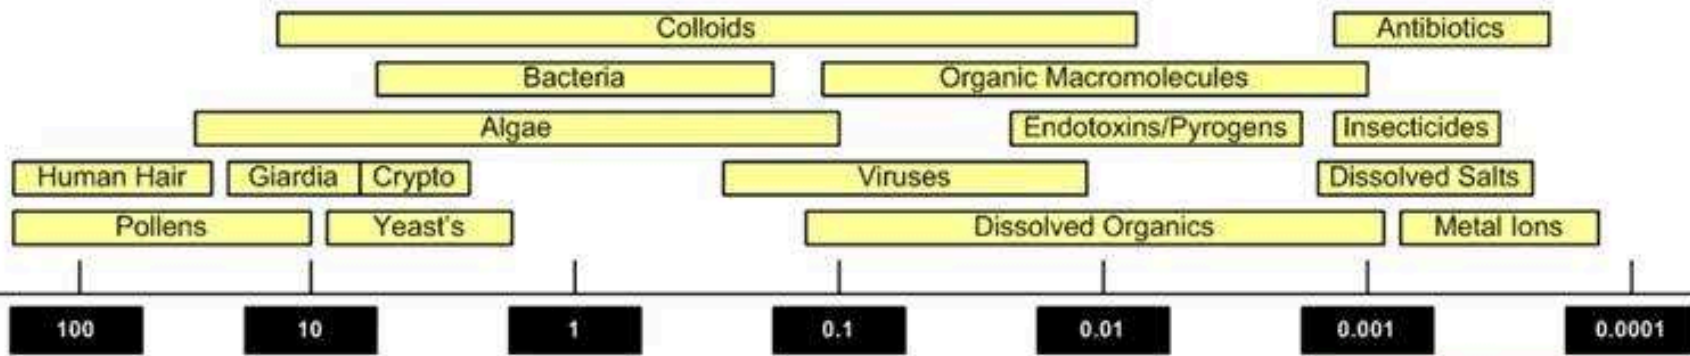 Colloids Antibiotics
Bacteria Organic Macromolecules
Algae Endotoxins/Pyrogens Insecticides
Human Hair Giardia Crypto Viruses Dissolved Salts
Pollens Yeast's Dissolved Organics Metal Ions
100 10 1 0.1 0.01 0.001 0.0001